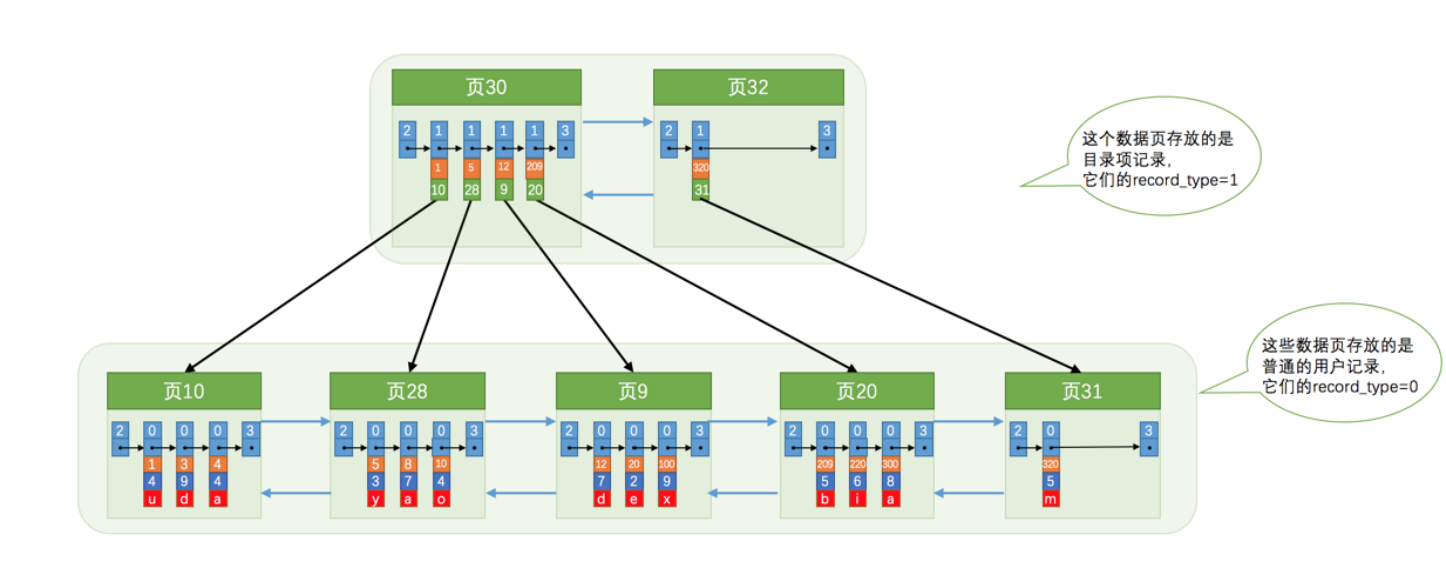 页30 页32
2 1 1 1 1 3 2 1 3
1 5 12 209 320
10 28 9 20 31
这个数据页存放的是
目录项记录,
它们的record_type=1
这些数据页存放的是
普通的用户记录,
它们的record_type=0
页10 页28 页9 页20 页31
2 0 0 0 3 2 0 0 0 3 2 0 0 0 3 2 0 0 0 3 2 0 3
1 3 4 5 8 10 12 20 100 209 220 300 320
4 9 4 3 7 4 7 2 9 5 6 8 5
u d a y a o d e x b i a m